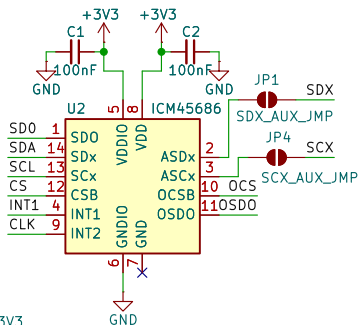 +3V3 +3V3
C1 C2
100nF 100nF
GND GND
JP1
SDX
SDX_AUX_JMP
U2 ICM45686
5 8
VDDIO VDD
SD0 1 SDO
SDA 14 SDx
SCL 13 SCx
CS 12 CSB
INT1 4 INT1
CLK 9 INT2
ASDx 2
ASCx 3
OCSB 10 OCS
OSDO 11 OSDO
JP4
SCX
SCX_AUX_JMP
GNDIO GND
6 7
GND
3V3